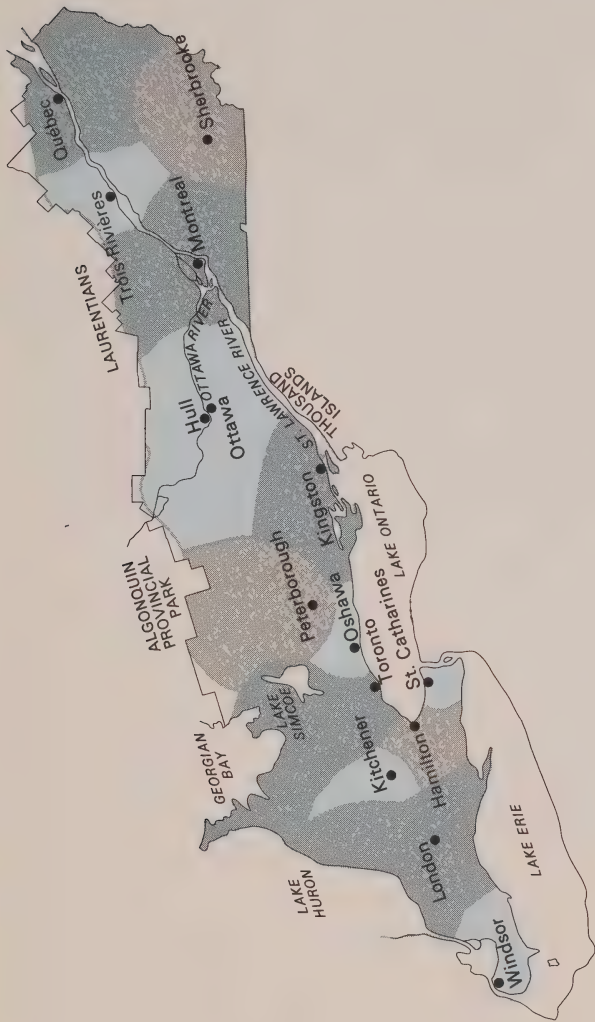 LAURENTIANS
Québec
Trois-Rivières
Sherbrooke
Montreal
OTTAWA RIVER
ST. LAWRENCE RIVER
THOUSAND
ISLANDS
Hull
Ottawa
ALGONQUIN
PROVINCIAL
PARK
Kingston
Peterborough
Oshawa
LAKE ONTARIO
Toronto
St. Catharines
LAKE
SIMCOE
GEORGIAN
BAY
Kitchener
Hamilton
LAKE
HURON
London
LAKE ERIE
Windsor